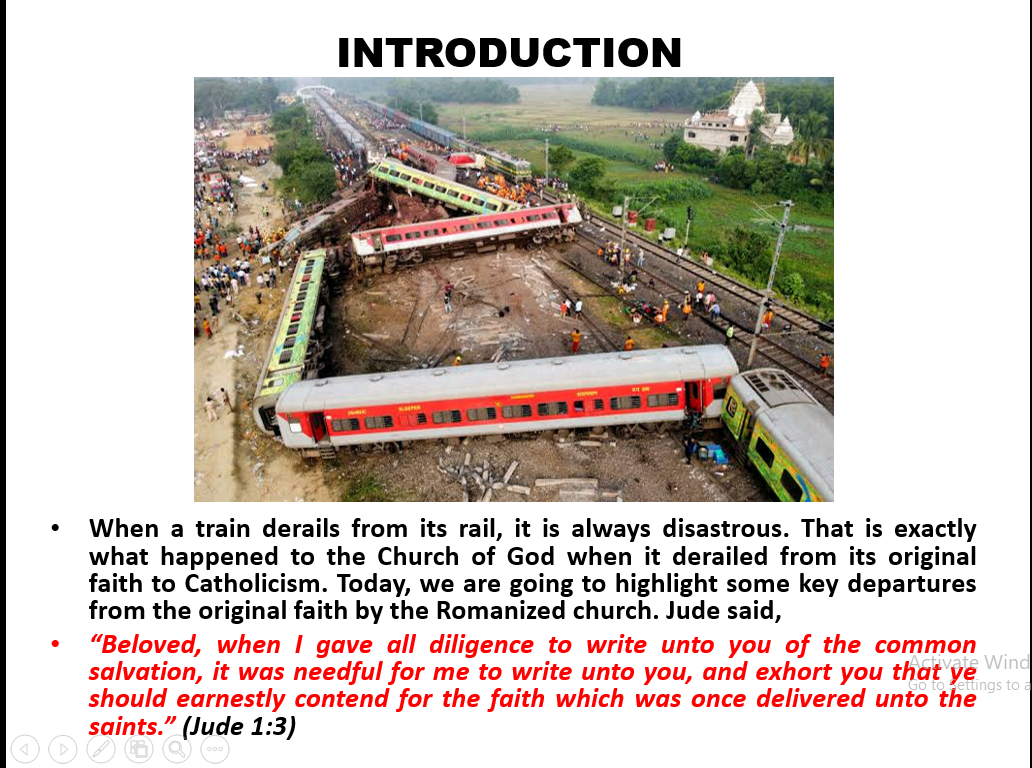 INTRODUCTION
SLEEPER
• When a train derails from its rail, it is always disastrous. That is exactly
what happened to the Church of God when it derailed from its original
faith to Catholicism. Today, we are going to highlight some key departures
from the original faith by the Romanized church. Jude said,
• “Beloved, when I gave all diligence to write unto you of the common
salvation, it was needful for me to write unto you, and exhort you that ye
should earnestly contend for the faith which was once delivered unto the
saints.” (Jude 1:3)
Activate Wind
Go to Settings to a